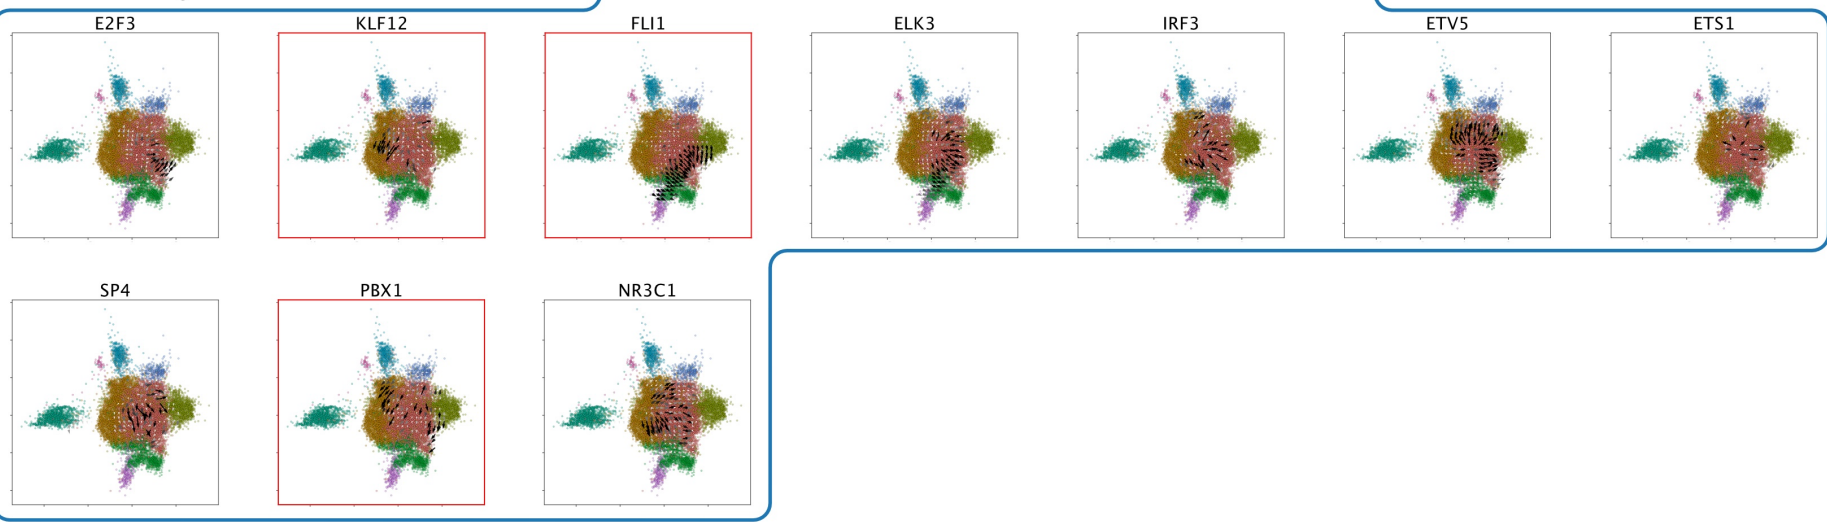 E2F3 KLF12 FLI1 ELK3 IRF3 ETV5 ETS1
SP4 PBX1 NR3C1